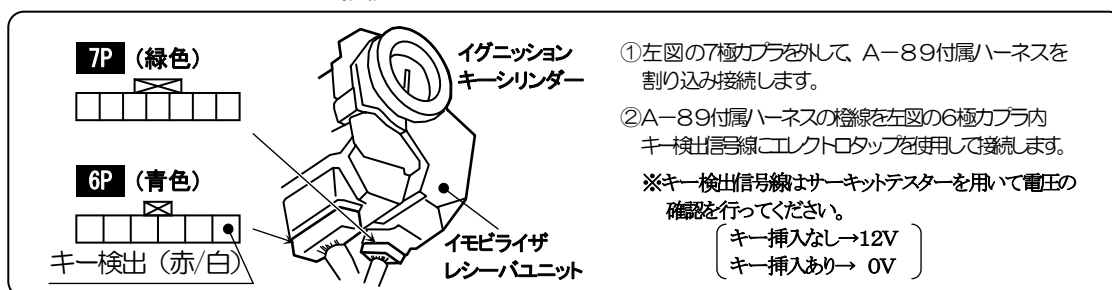 7P (緑色)
6P (青色)
キー検出 (赤/白)
イグニッション
キーシリンダー
イモビライザ
レシーバユニット
①左図の7極カプラを外して、A－89付属ハーネスを
割り込み接続します。
②A－89付属ハーネスの橙線を左図の6極カプラ内
キー検出信号線にエレクトロタップを使用して接続します。
※キー検出信号線はサーキットテスターを用いて電圧の
確認を行ってください。
キー挿入なし→12V
キー挿入あり→ 0V